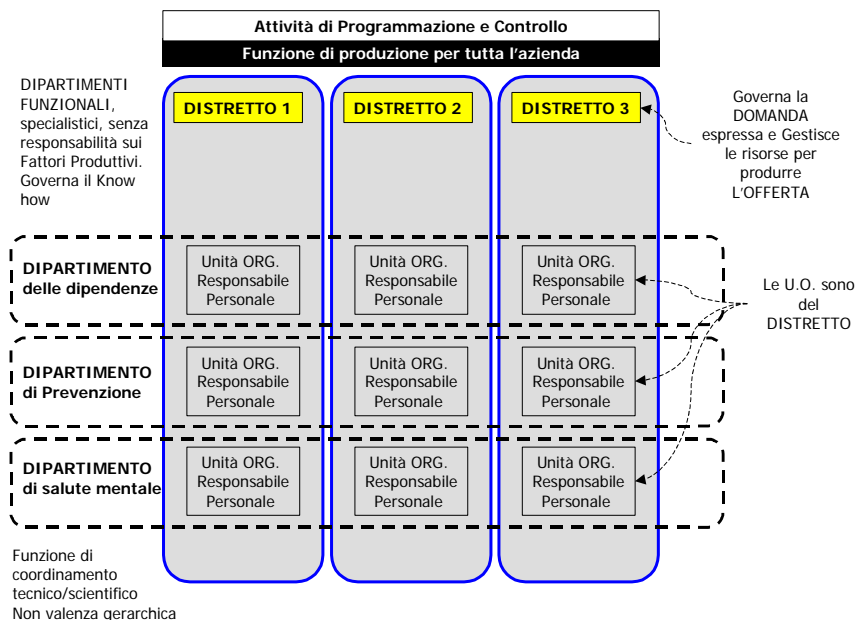 Attività di Programmazione e Controllo
Funzione di produzione per tutta l'azienda
DIPARTIMENTI
FUNZIONALI,
specialistici, senza
responsabilità sui
Fattori Produttivi.
Governa il Know
how
DISTRETTO 1
DISTRETTO 2
DISTRETTO 3
Governa la
DOMANDA
espressa e Gestisce
le risorse per
produrre
L'OFFERTA
DIPARTIMENTO
delle dipendenze
Unità ORG.
Responsabile
Personale
Unità ORG.
Responsabile
Personale
Unità ORG.
Responsabile
Personale
Le U.O. sono
del
DISTRETTO
DIPARTIMENTO
di Prevenzione
Unità ORG.
Responsabile
Personale
Unità ORG.
Responsabile
Personale
Unità ORG.
Responsabile
Personale
DIPARTIMENTO
di salute mentale
Unità ORG.
Responsabile
Personale
Unità ORG.
Responsabile
Personale
Unità ORG.
Responsabile
Personale
Funzione di
coordinamento
tecnico/scientifico
Non valenza gerarchica